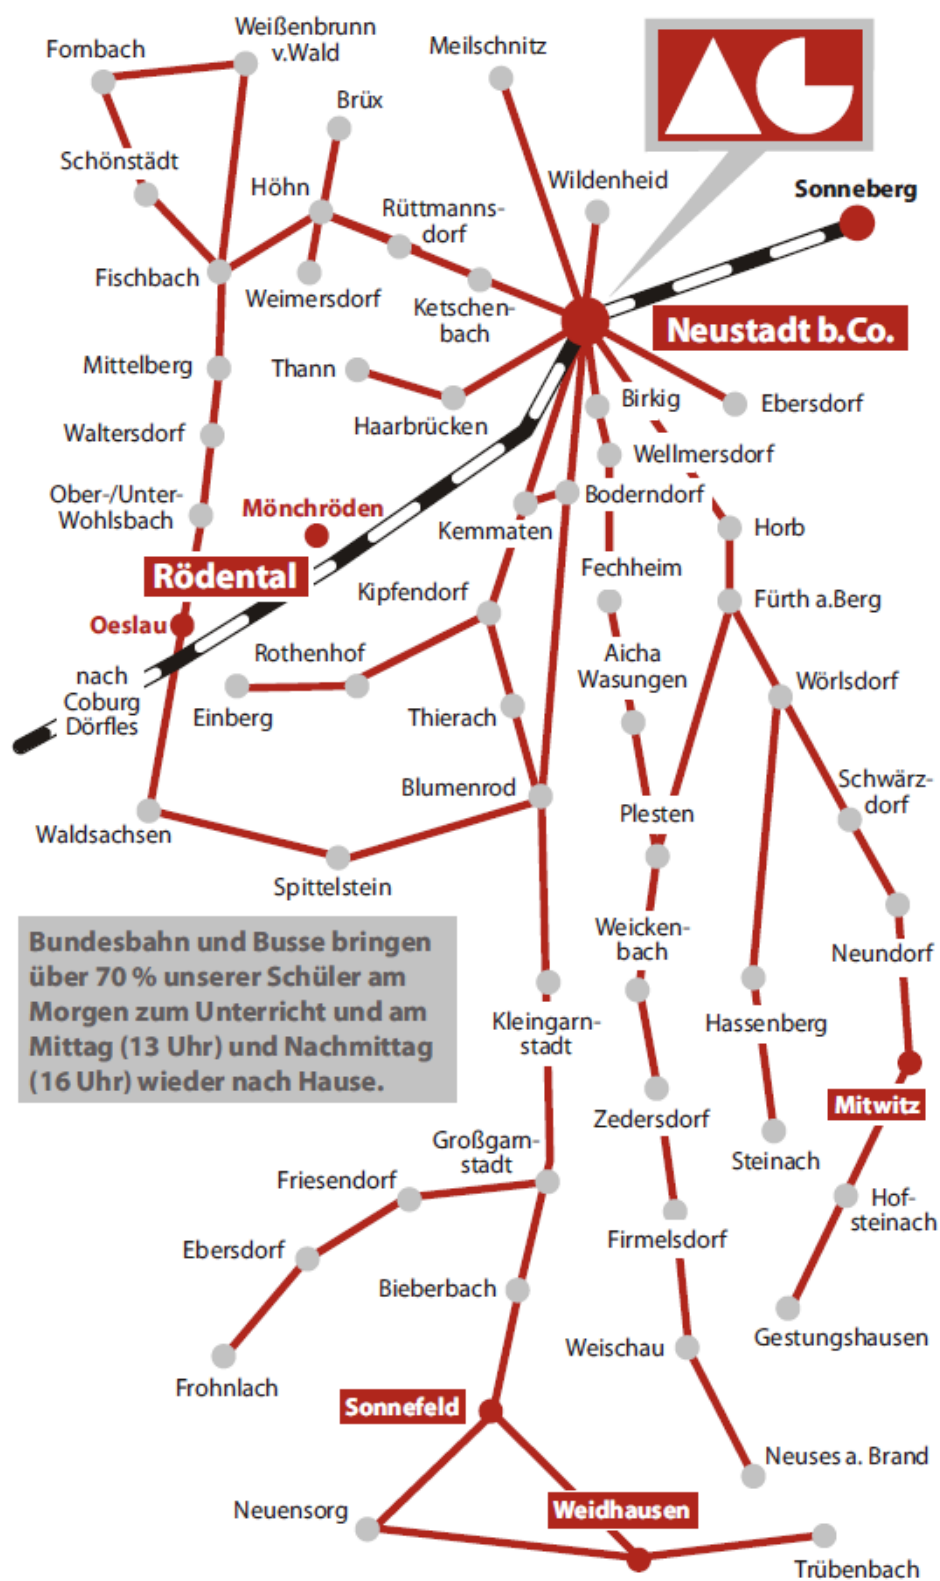 Weißenbrunn
v.Wald
Fornbach
Meilschnitz
Brüx
Schönstädt
Höhn
Wildenheid
Sonneberg
Rüttmanns-
dorf
Fischbach
Weimersdorf
Ketschen-
bach
Neustadt b.Co.
Mittelberg
Thann
Birkig
Ebersdorf
Haarbrücken
Waltersdorf
Wellmersdorf
Ober-/Unter-
Wohlsbach
Mönchröden
Boderndorf
Kemmaten
Horb
Rödental
Fechheim
Kipfendorf
Fürth a.Berg
Oeslau
Rothenhof
Aicha
Wasungen
nach
Coburg
Dörfles
Einberg
Thierach
Wörlsdorf
Blumenrod
Schwärz-
dorf
Plesten
Waldsachsen
Spittelstein
Bundesbahn und Busse bringen
über 70 % unserer Schüler am
Morgen zum Unterricht und am
Mittag (13 Uhr) und Nachmittag
(16 Uhr) wieder nach Hause.
Weicken-
bach
Neundorf
Kleingarn-
stadt
Hassenberg
Mitwitz
Zedersdorf
Großgarn-
stadt
Steinach
Friesendorf
Hof-
steinach
Ebersdorf
Firmelsdorf
Bieberbach
Gestungshausen
Weischau
Frohnlach
Sonnefeld
Neuses a. Brand
Neuensorg
Weidhausen
Trübenbach